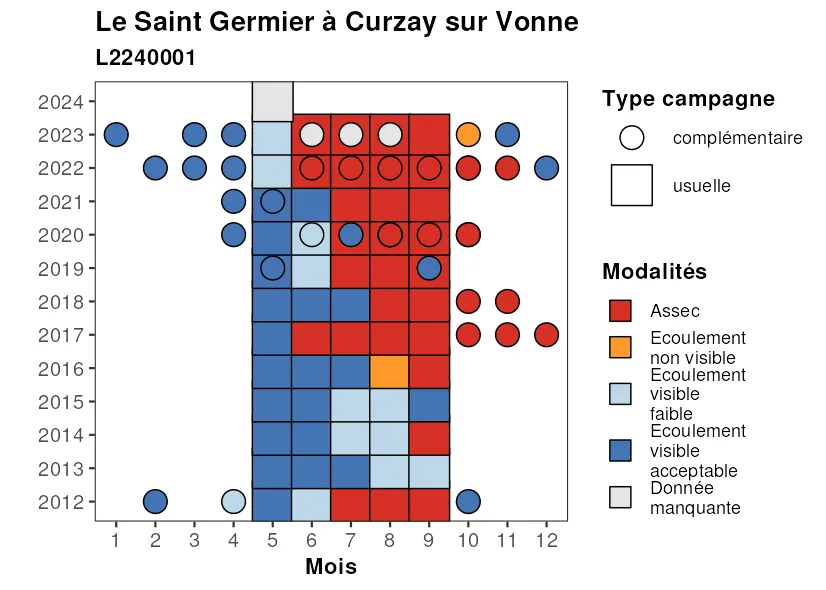 Le Saint Germier à Curzay sur Vonne
L2240001
2024
2023
2022
2021
2020
2019
2018
2017
2016
2015
2014
2013
2012
1 2 3 4 5 6 7 8 9 10 11 12
Mois
Type campagne
complémentaire
usuelle
Modalités
Assec
Ecoulement
non visible
Ecoulement
visible
faible
Ecoulement
visible
acceptable
Donnée
manquante